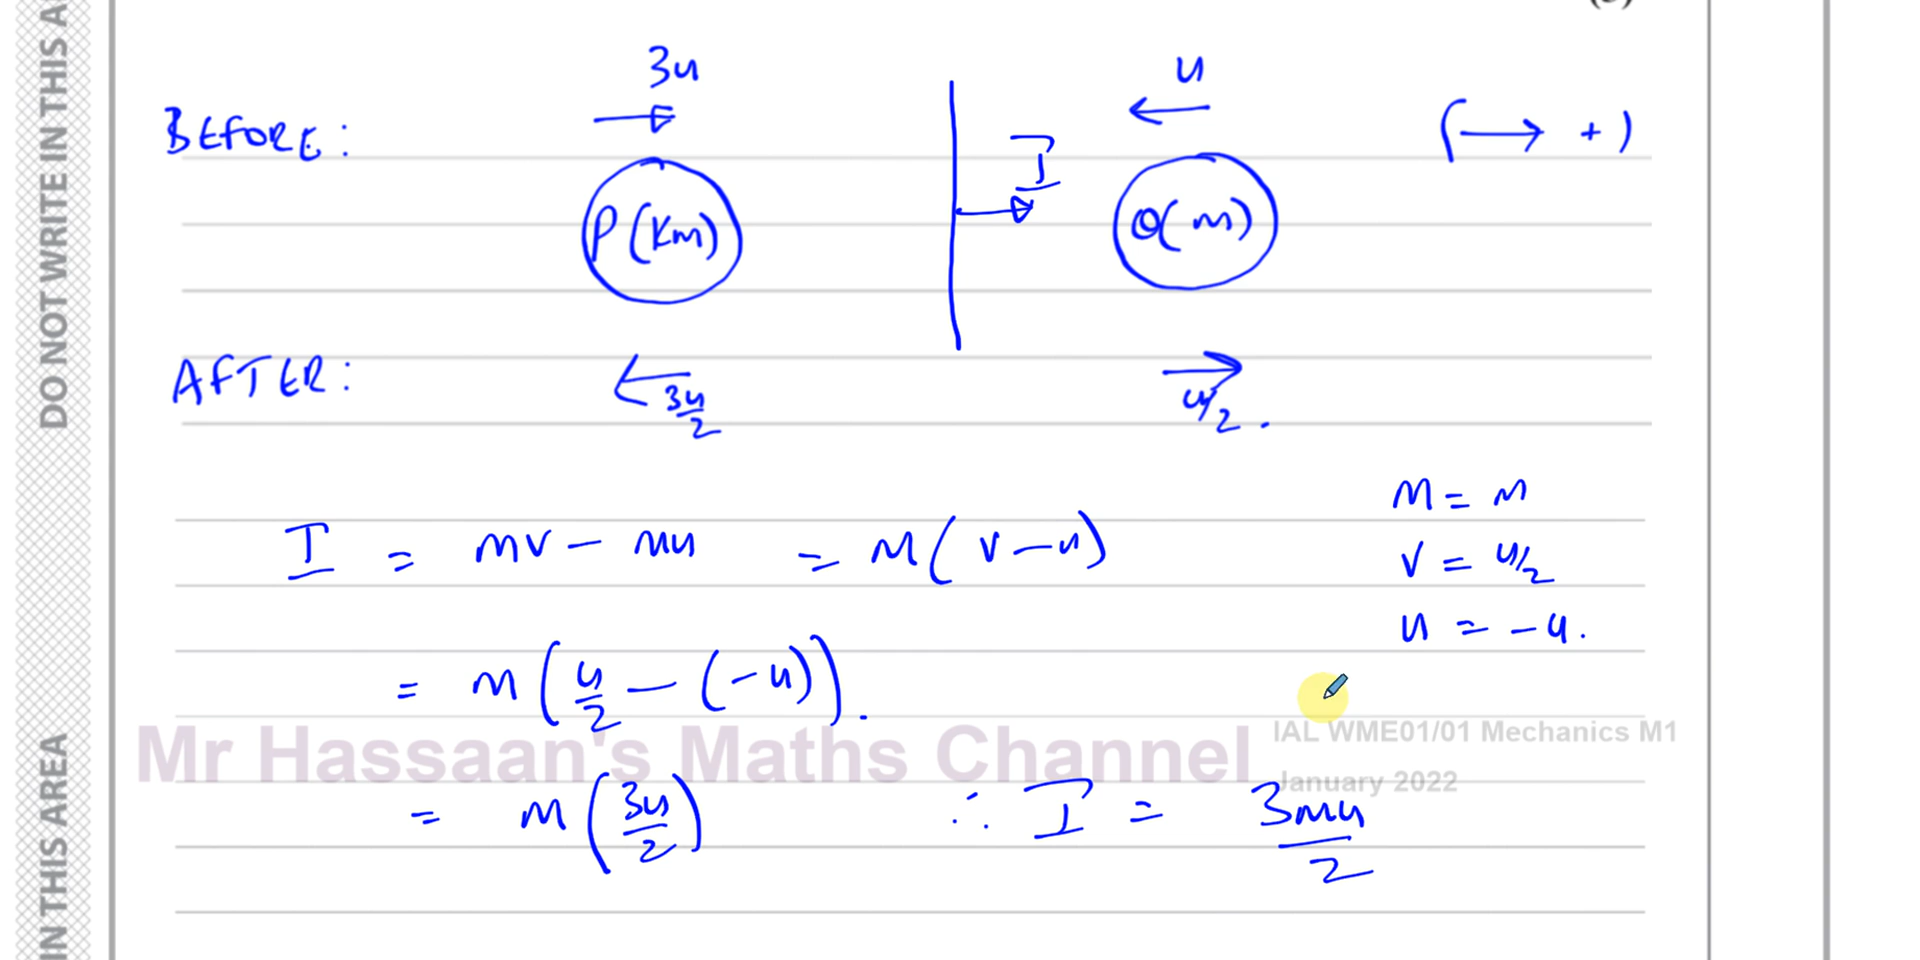 3u
u
BEFORE:
(→ +)
I
P(Km)
Q(m)
AFTER:
3u/2
u/2.
I = mv - mu = m(v-u)
m = m
v = u/2
u = -u.
= m(u/2 - (-u)).
Mr Hassaan's Maths Channel
IAL WME01/01 Mechanics M1
January 2022
= m(3u/2) ∴ I = 3mu/2
DO NOT WRITE IN THIS A
IN THIS AREA